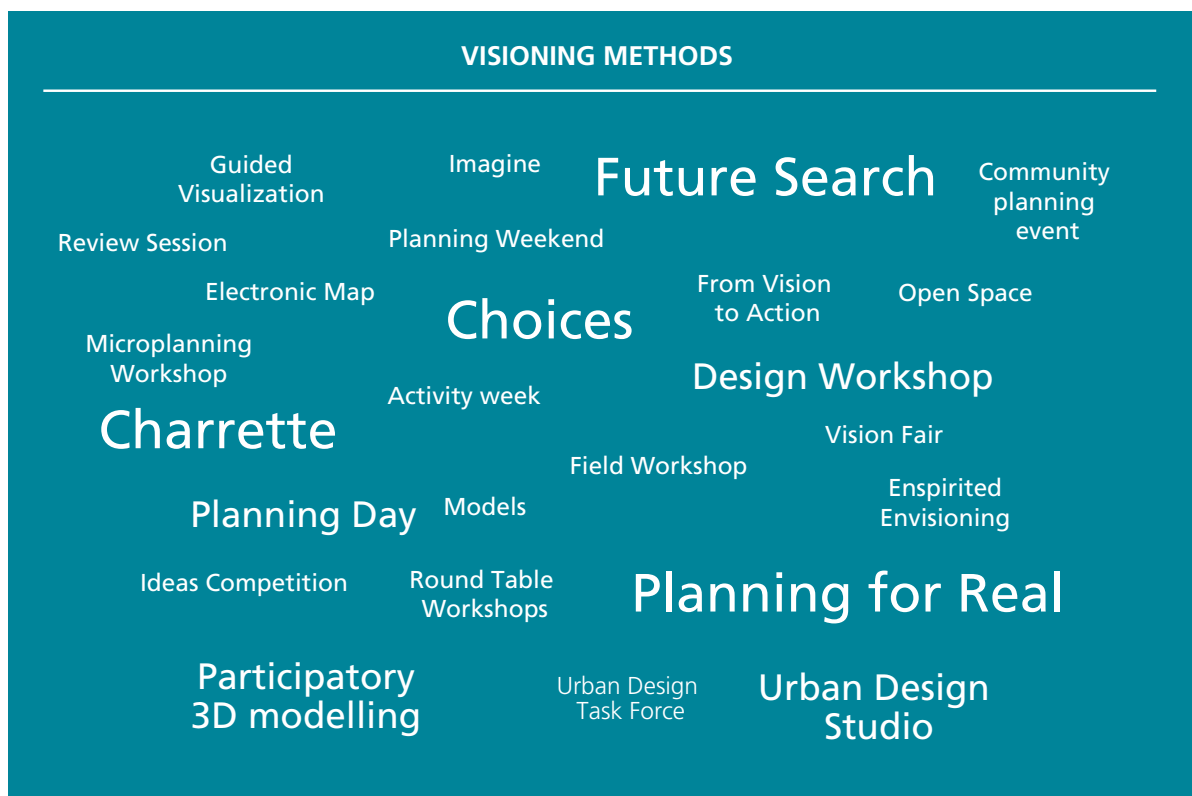 VISIONING METHODS
Guided
Visualization
Imagine
Future Search
Community
planning
event
Review Session
Planning Weekend
Electronic Map
Choices
From Vision
to Action
Open Space
Microplanning
Workshop
Activity week
Design Workshop
Charrette
Vision Fair
Field Workshop
Enspirited
Envisioning
Planning Day
Models
Ideas Competition
Round Table
Workshops
Planning for Real
Participatory
3D modelling
Urban Design
Task Force
Urban Design
Studio